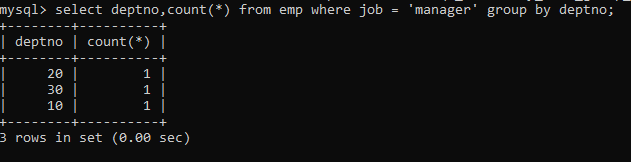 mysql> select deptno,count(*) from emp where job = 'manager' group by deptno;
+--------+----------+
| deptno | count(*) |
+--------+----------+
|     20 |        1 |
|     30 |        1 |
|     10 |        1 |
+--------+----------+
3 rows in set (0.00 sec)